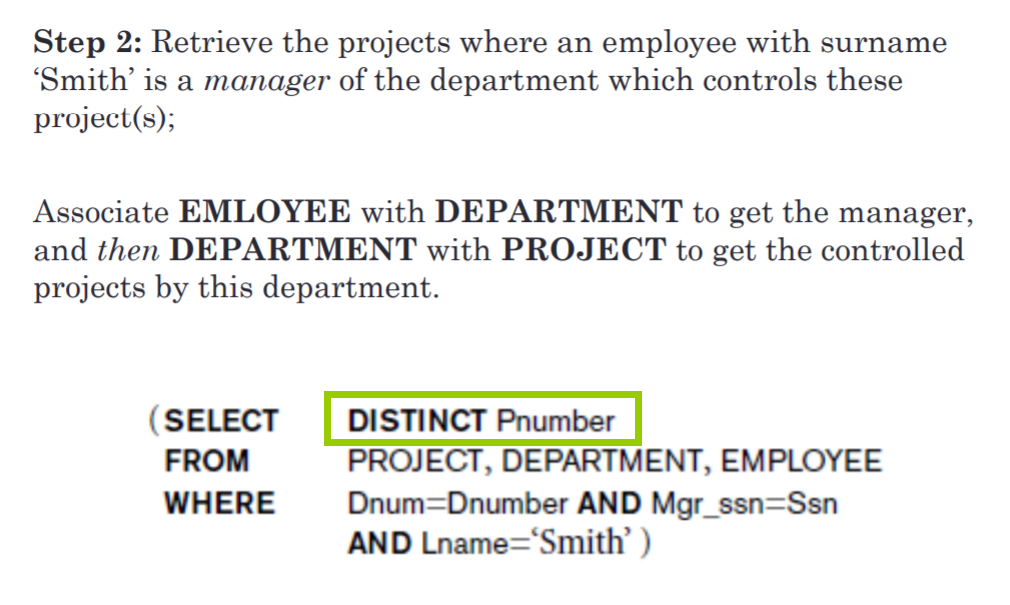 Step 2: Retrieve the projects where an employee with surname
‘Smith’ is a manager of the department which controls these
project(s);
Associate EMLOYEE with DEPARTMENT to get the manager,
and then DEPARTMENT with PROJECT to get the controlled
projects by this department.
(SELECT DISTINCT Pnumber
FROM PROJECT, DEPARTMENT, EMPLOYEE
WHERE Dnum=Dnumber AND Mgr_ssn=Ssn
AND Lname=‘Smith’ )